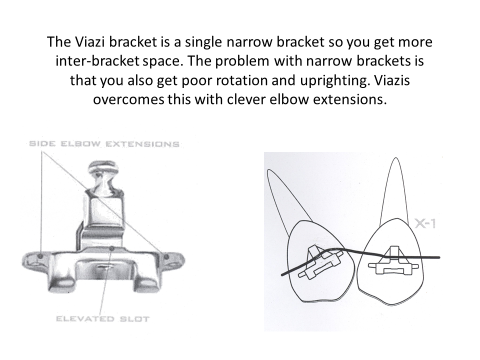 The Viazi bracket is a single narrow bracket so you get more
inter-bracket space. The problem with narrow brackets is
that you also get poor rotation and uprighting. Viazis
overcomes this with clever elbow extensions.
SIDE ELBOW EXTENSIONS
X-1
ELEVATED SLOT